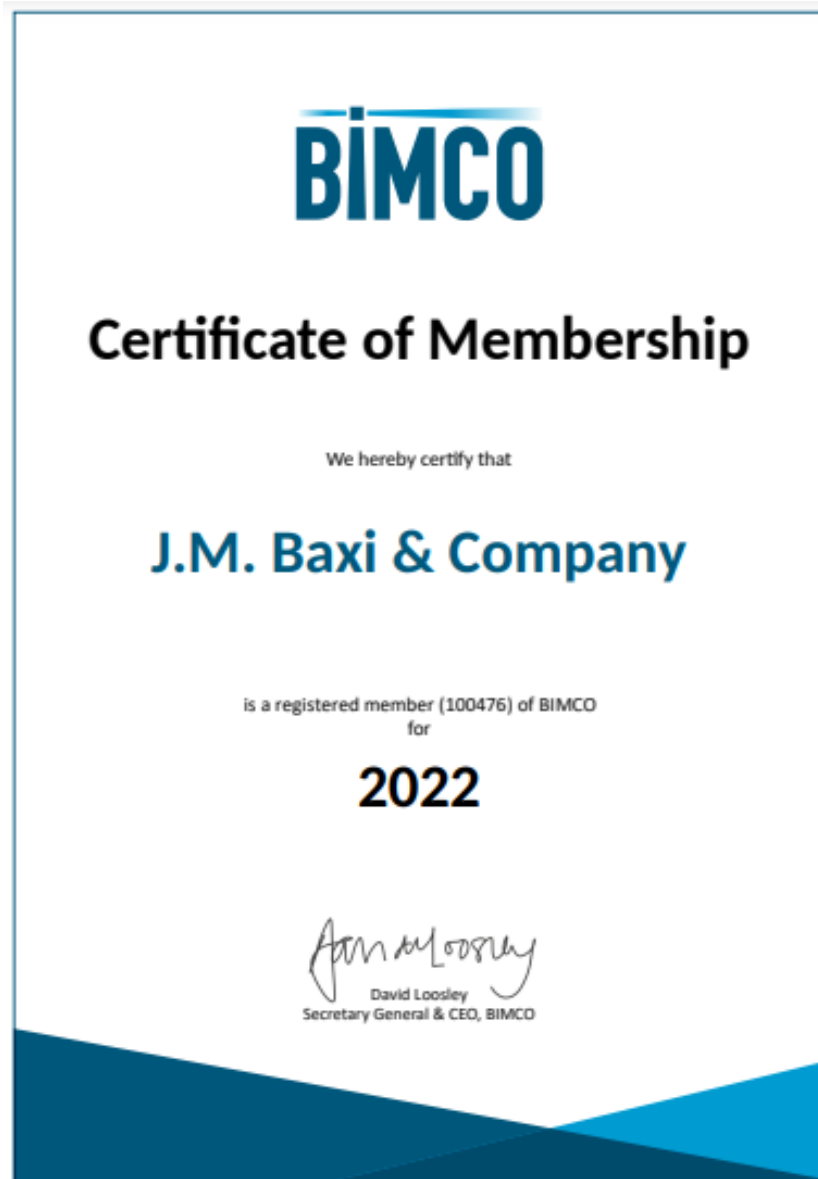 BIMCO
Certificate of Membership
We hereby certify that
J.M. Baxi & Company
is a registered member (100476) of BIMCO
for
2022
David Loosley
Secretary General & CEO, BIMCO